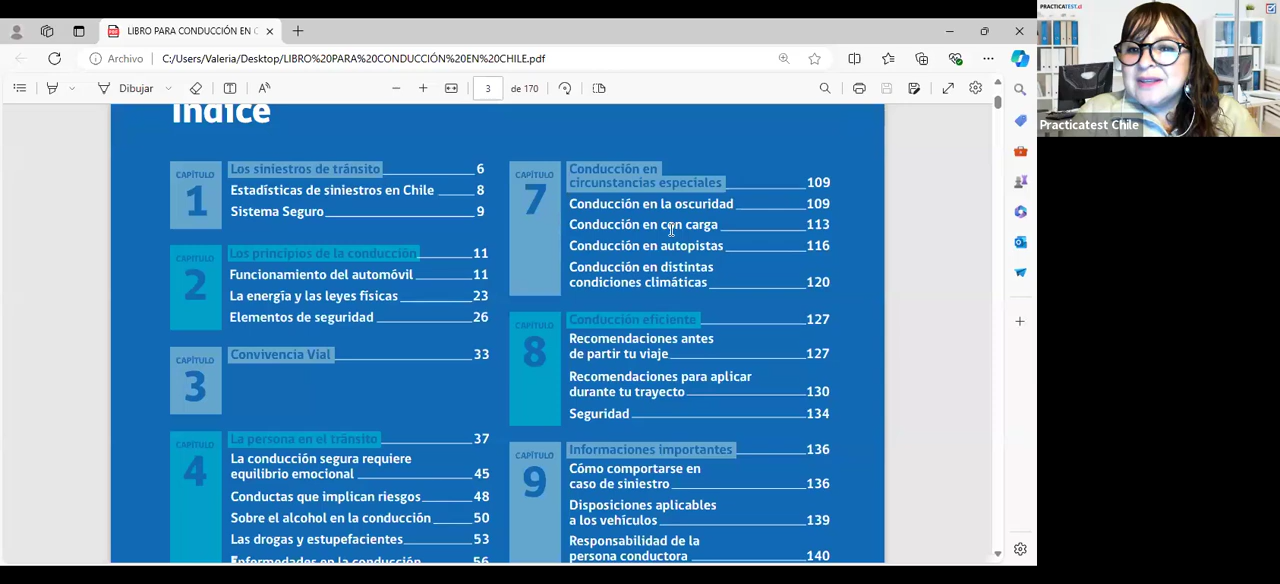 LIBRO PARA CONDUCCIÓN EN C
Archivo
C:/Users/Valeria/Desktop/LIBRO%20PARA%20CONDUCCIÓN%20EN%20CHILE.pdf
Dibujar
3
de 170
Índice
CAPÍTULO
1
Los siniestros de tránsito 6
Estadísticas de siniestros en Chile 8
Sistema Seguro 9
CAPÍTULO
2
Los principios de la conducción 11
Funcionamiento del automóvil 11
La energía y las leyes físicas 23
Elementos de seguridad 26
CAPÍTULO
3
Convivencia Vial 33
CAPÍTULO
4
La persona en el tránsito 37
La conducción segura requiere
equilibrio emocional 45
Conductas que implican riesgos 48
Sobre el alcohol en la conducción 50
Las drogas y estupefacientes 53
Enfermedades en la conducción 56
CAPÍTULO
7
Conducción en
circunstancias especiales 109
Conducción en la oscuridad 109
Conducción en con carga 113
Conducción en autopistas 116
Conducción en distintas
condiciones climáticas 120
CAPÍTULO
8
Conducción eficiente 127
Recomendaciones antes
de partir tu viaje 127
Recomendaciones para aplicar
durante tu trayecto 130
Seguridad 134
CAPÍTULO
9
Informaciones importantes 136
Cómo comportarse en
caso de siniestro 136
Disposiciones aplicables
a los vehículos 139
Responsabilidad de la
persona conductora 140
PRACTICATEST.cl
Practicatest Chile